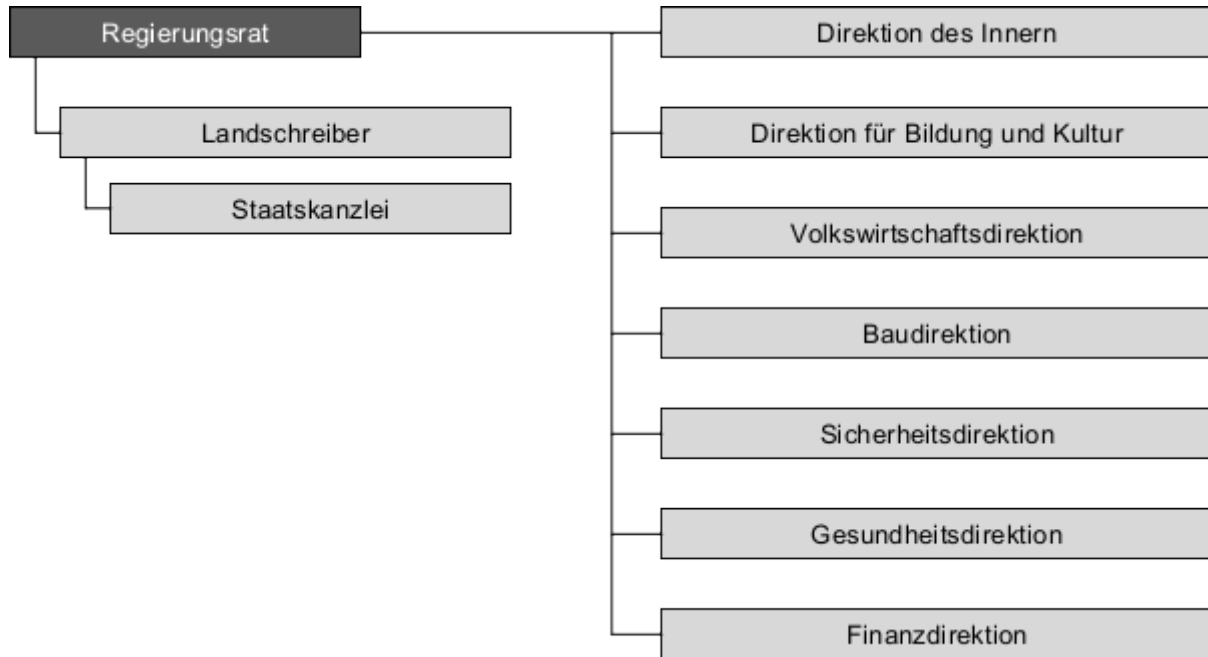 Regierungsrat
Landschreiber
Staatskanzlei
Direktion des Innern
Direktion für Bildung und Kultur
Volkswirtschaftsdirektion
Baudirektion
Sicherheitsdirektion
Gesundheitsdirektion
Finanzdirektion